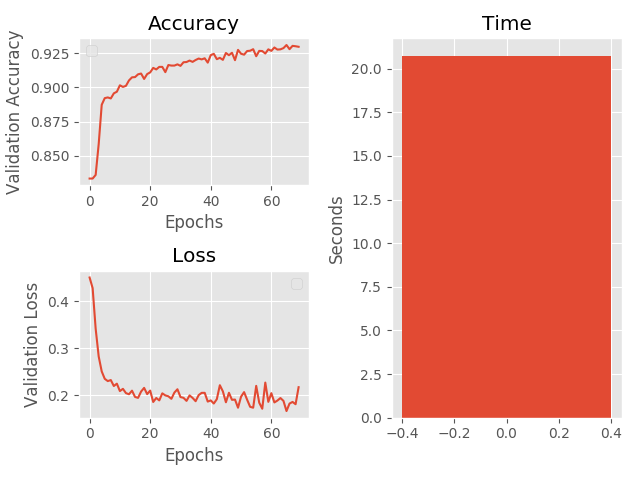 Accuracy
Validation Accuracy
0.925
0.900
0.875
0.850
0 20 40 60
Epochs
Loss
Validation Loss
0.4
0.3
0.2
0 20 40 60
Epochs
Time
Seconds
20.0
17.5
15.0
12.5
10.0
7.5
5.0
2.5
0.0
−0.4 −0.2 0.0 0.2 0.4